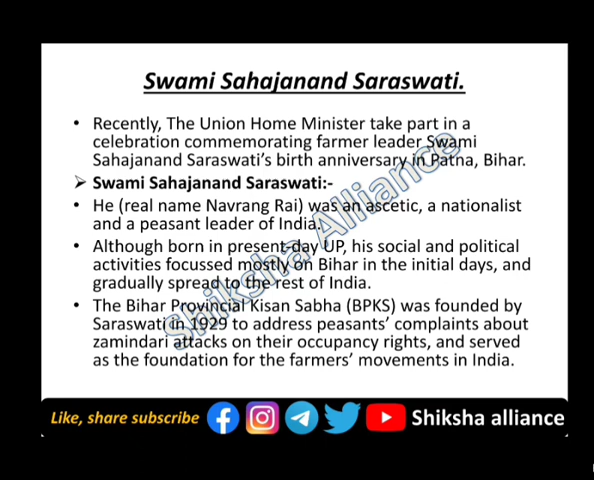 Swami Sahajanand Saraswati.
• Recently, The Union Home Minister take part in a
celebration commemorating farmer leader Swami
Sahajanand Saraswati's birth anniversary in Patna, Bihar.
➤ Swami Sahajanand Saraswati:-
• He (real name Navrang Rai) was an ascetic, a nationalist
and a peasant leader of India.
• Although born in present-day UP, his social and political
activities focussed mostly on Bihar in the initial days, and
gradually spread to the rest of India.
• The Bihar Provincial Kisan Sabha (BPKS) was founded by
Saraswati in 1929 to address peasants' complaints about
zamindari attacks on their occupancy rights, and served
as the foundation for the farmers' movements in India.
Shiksha Alliance
Like, share subscribe
Shiksha alliance